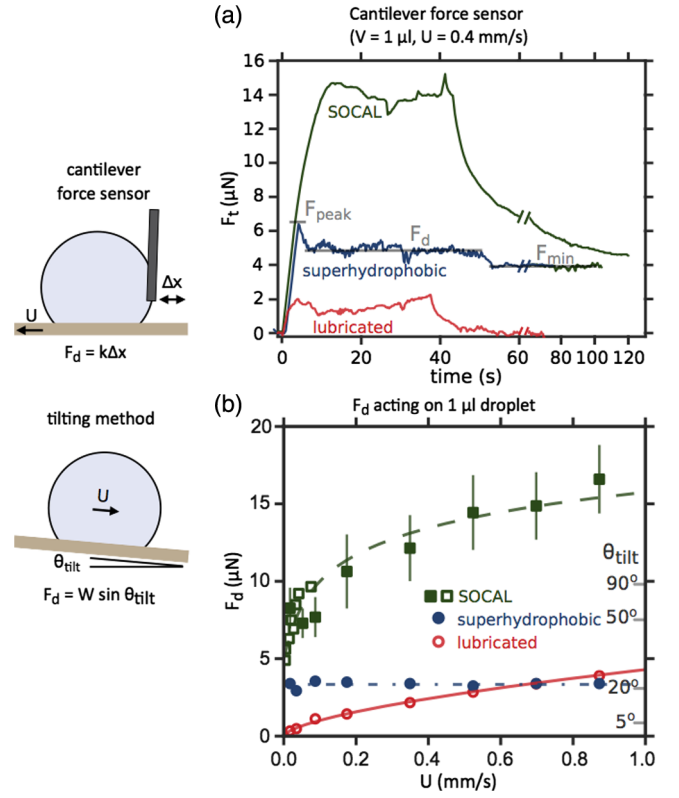 (a)
Cantilever force sensor
(V = 1 μl, U = 0.4 mm/s)
cantilever
force sensor
Δx
U
F_d = kΔx
F_t (μN)
16
14
12
10
8
6
4
2
0
SOCAL
F_peak
F_d
superhydrophobic
F_min
lubricated
0 20 40 60 80 100 120
time (s)
(b)
F_d acting on 1 μl droplet
tilting method
U
θ_tilt
F_d = W sin θ_tilt
F_d (μN)
20
15
10
5
0
SOCAL
superhydrophobic
lubricated
θ_tilt
90°
50°
20°
5°
0.0 0.2 0.4 0.6 0.8 1.0
U (mm/s)